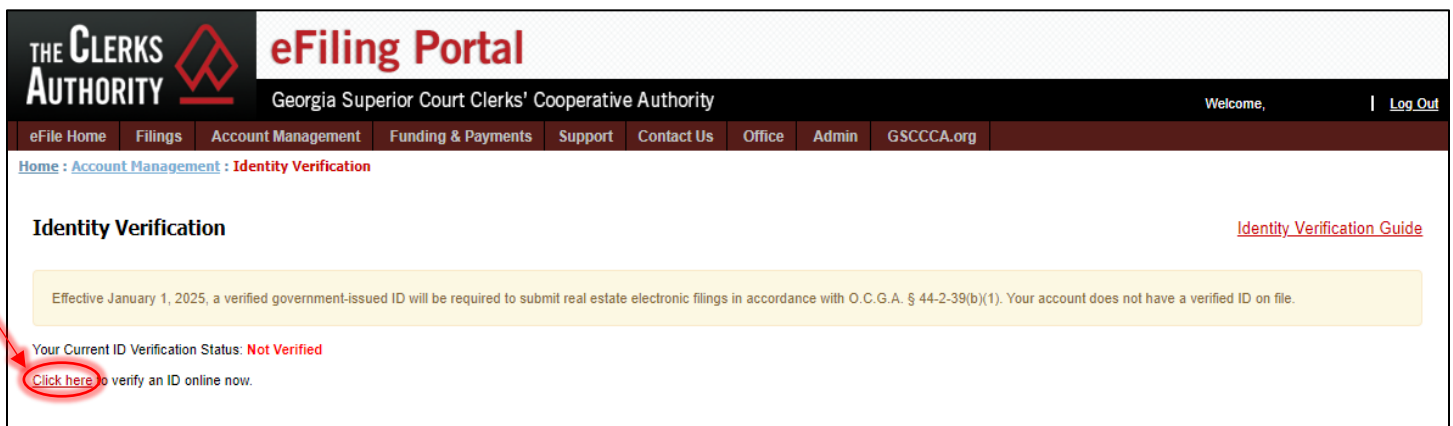 THE CLERKS
AUTHORITY
eFiling Portal
Georgia Superior Court Clerks' Cooperative Authority
Welcome, | Log Out
eFile Home Filings Account Management Funding & Payments Support Contact Us Office Admin GSCCCA.org
Home : Account Management : Identity Verification
Identity Verification
Identity Verification Guide
Effective January 1, 2025, a verified government-issued ID will be required to submit real estate electronic filings in accordance with O.C.G.A. § 44-2-39(b)(1). Your account does not have a verified ID on file.
Your Current ID Verification Status: Not Verified
Click here to verify an ID online now.